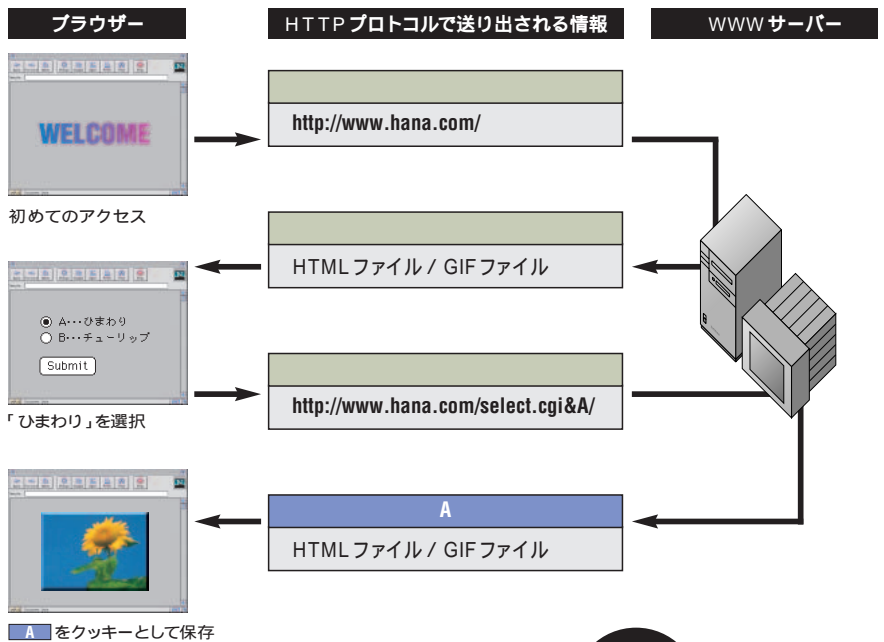 ブラウザー
HTTPプロトコルで送り出される情報
WWWサーバー
WELCOME
http://www.hana.com/
初めてのアクセス
HTMLファイル / GIFファイル
A・・・ひまわり
B・・・チューリップ
Submit
http://www.hana.com/select.cgi&A/
「ひまわり」を選択
A
HTMLファイル / GIFファイル
A をクッキーとして保存